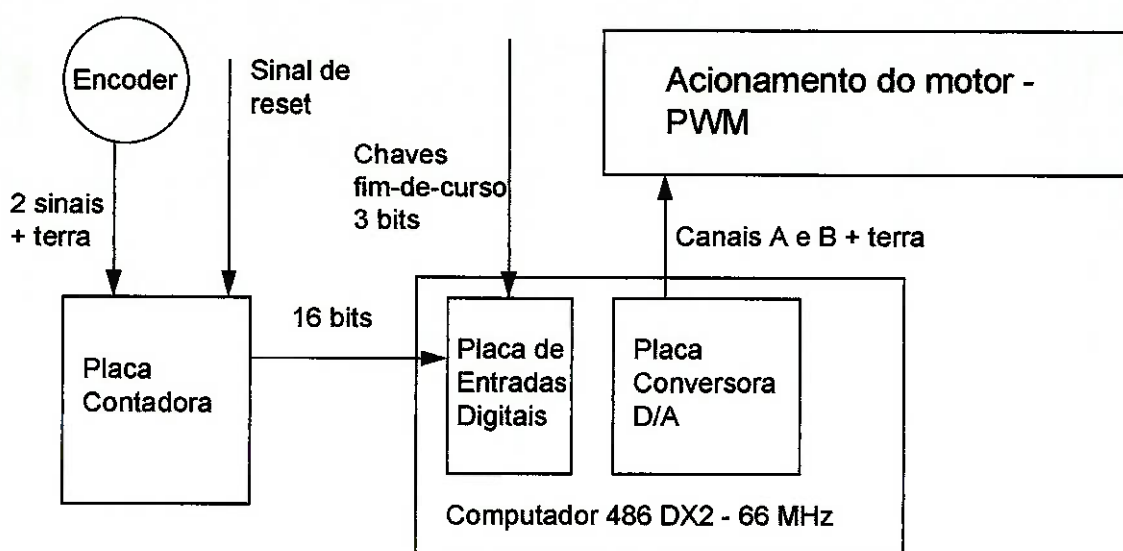 Encoder
Sinal de
reset
Acionamento do motor -
PWM
Chaves
fim-de-curso
3 bits
2 sinais
+ terra
Canais A e B + terra
16 bits
Placa
Contadora
Placa de
Entradas
Digitais
Placa
Conversora
D/A
Computador 486 DX2 - 66 MHz